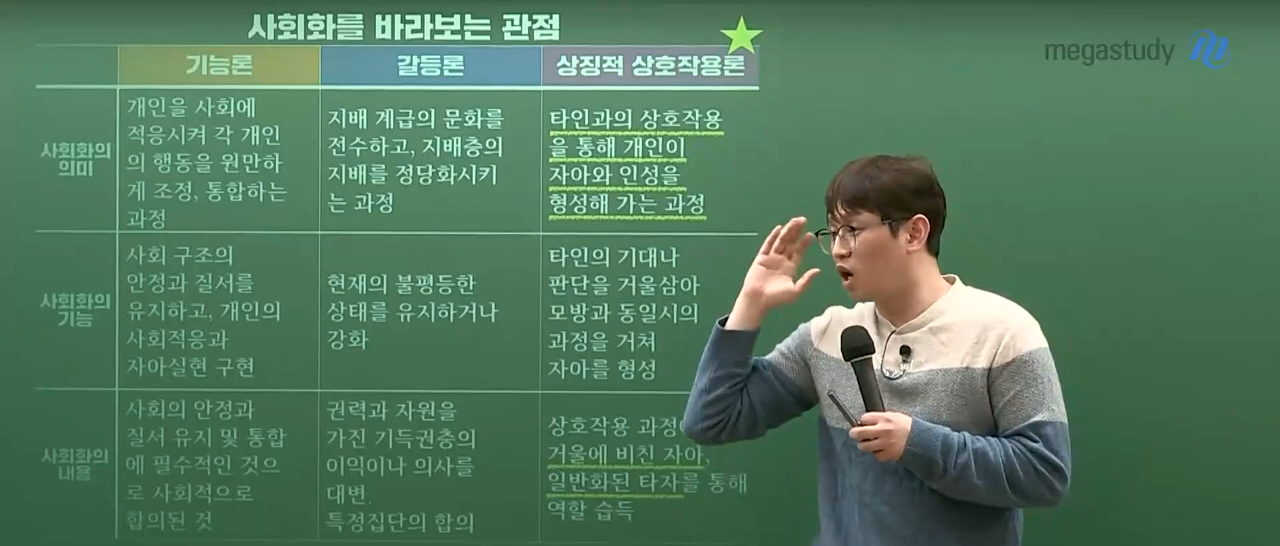 사회화를 바라보는 관점
megastudy
기능론
갈등론
상징적 상호작용론
사회화의
의미
개인을 사회에
적응시켜 각 개인
의 행동을 원만하
게 조정, 통합하는
과정
지배 계급의 문화를
전수하고, 지배층의
지배를 정당화시키
는 과정
타인과의 상호작용
을 통해 개인이
자아와 인성을
형성해 가는 과정
사회화의
기능
사회 구조의
안정과 질서를
유지하고, 개인의
사회적응과
자아실현 구현
현재의 불평등한
상태를 유지하거나
강화
타인의 기대나
판단을 거울삼아
모방과 동일시의
과정을 거쳐
자아를 형성
사회화의
내용
사회의 안정과
질서 유지 및 통합
에 필수적인 것으
로 사회적으로
합의된 것
권력과 자원을
가진 기득권층의
이익이나 의사를
대변,
특정집단의 합의
상호작용 과정
거울에 비친 자아,
일반화된 타자를 통해
역할 습득